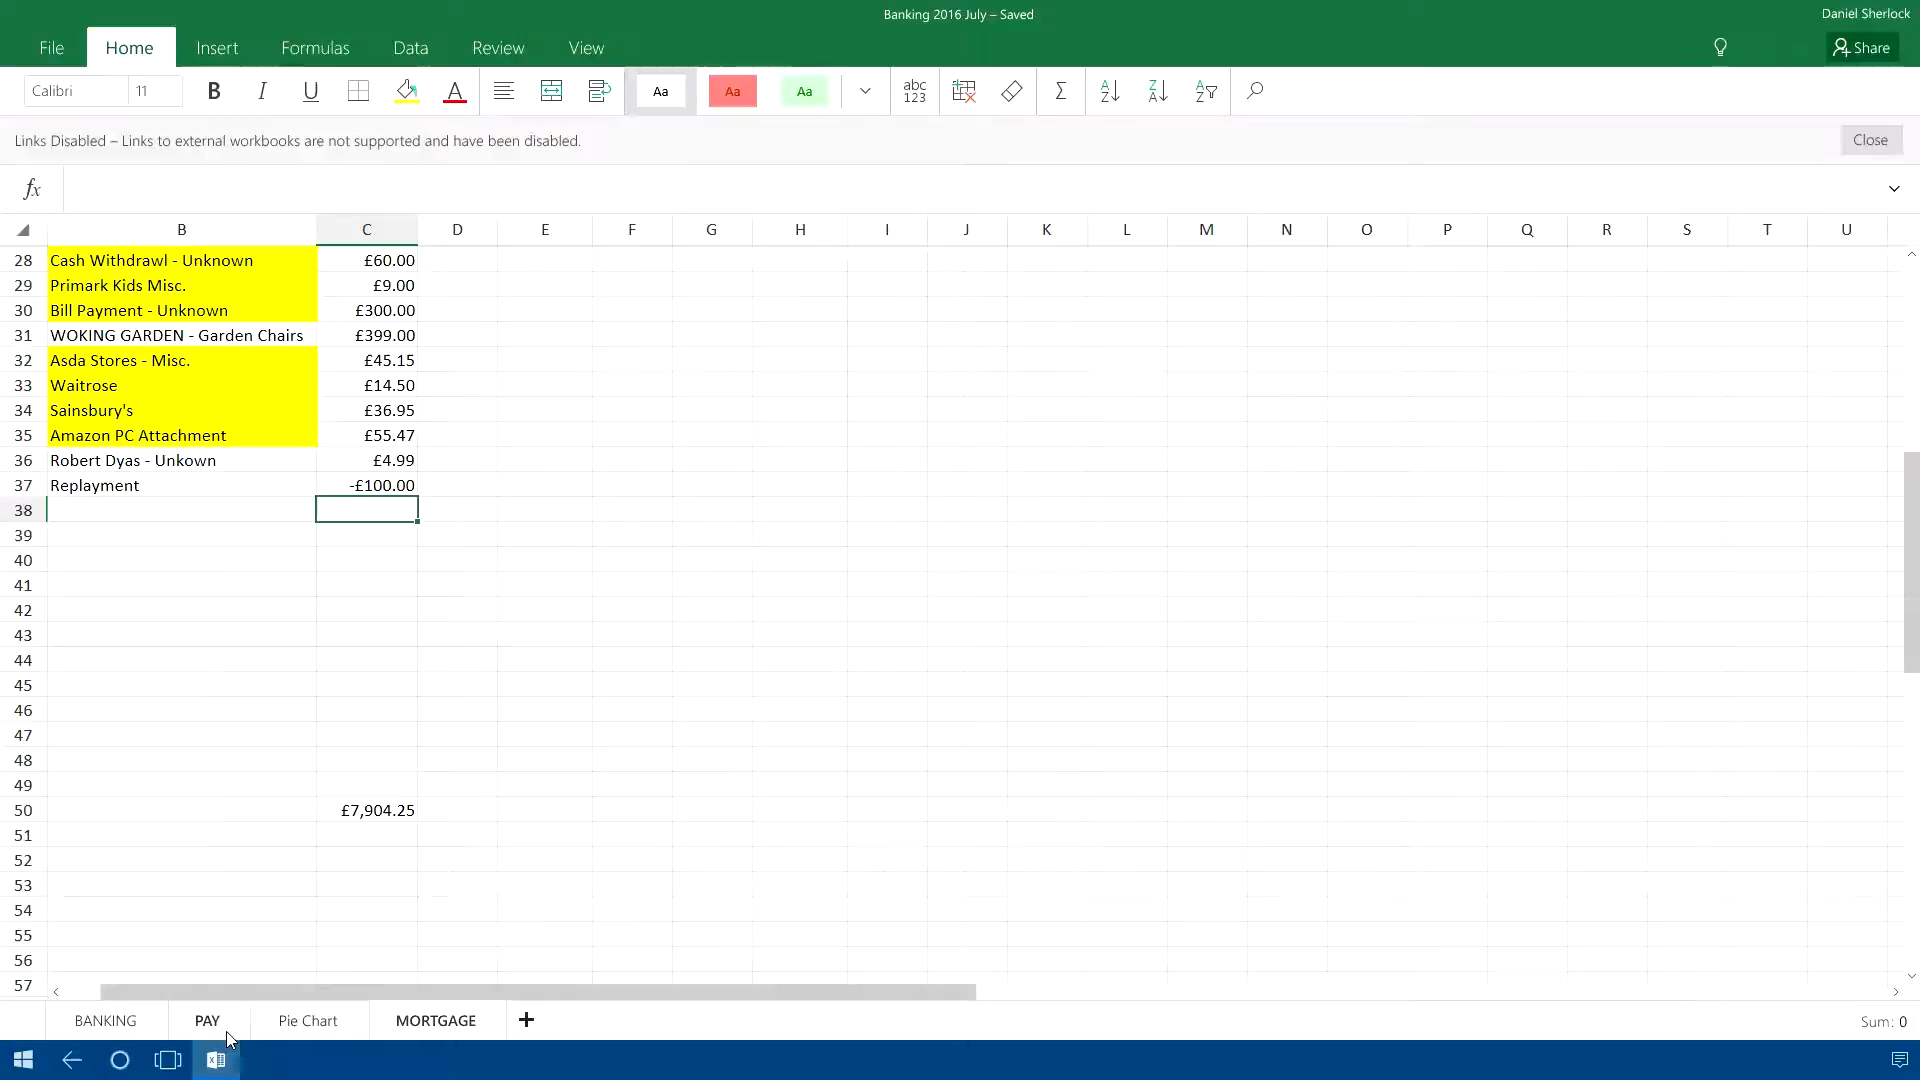 Banking 2016 July – Saved
Daniel Sherlock
File Home Insert Formulas Data Review View
Share
Calibri 11 B I U A Aa Aa Aa abc 123 Σ A Z Z A A Z
Links Disabled – Links to external workbooks are not supported and have been disabled. Close
fx
B C D E F G H I J K L M N O P Q R S T U
28 Cash Withdrawl - Unknown £60.00
29 Primark Kids Misc. £9.00
30 Bill Payment - Unknown £300.00
31 WOKING GARDEN - Garden Chairs £399.00
32 Asda Stores - Misc. £45.15
33 Waitrose £14.50
34 Sainsbury's £36.95
35 Amazon PC Attachment £55.47
36 Robert Dyas - Unkown £4.99
37 Replayment -£100.00
38
39
40
41
42
43
44
45
46
47
48
49
50 £7,904.25
51
52
53
54
55
56
57
BANKING PAY Pie Chart MORTGAGE + Sum: 0